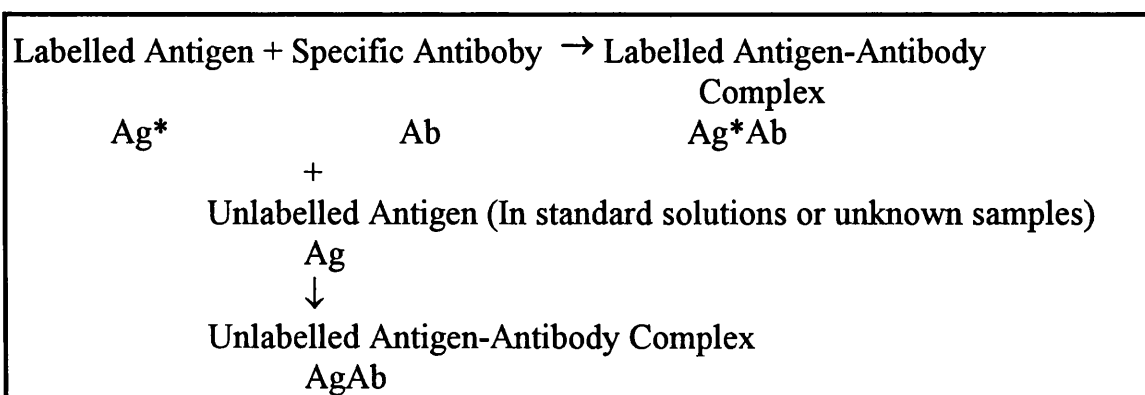 Labelled Antigen + Specific Antiboby → Labelled Antigen-Antibody
Complex
Ag* Ab Ag*Ab
+
Unlabelled Antigen (In standard solutions or unknown samples)
Ag
↓
Unlabelled Antigen-Antibody Complex
AgAb